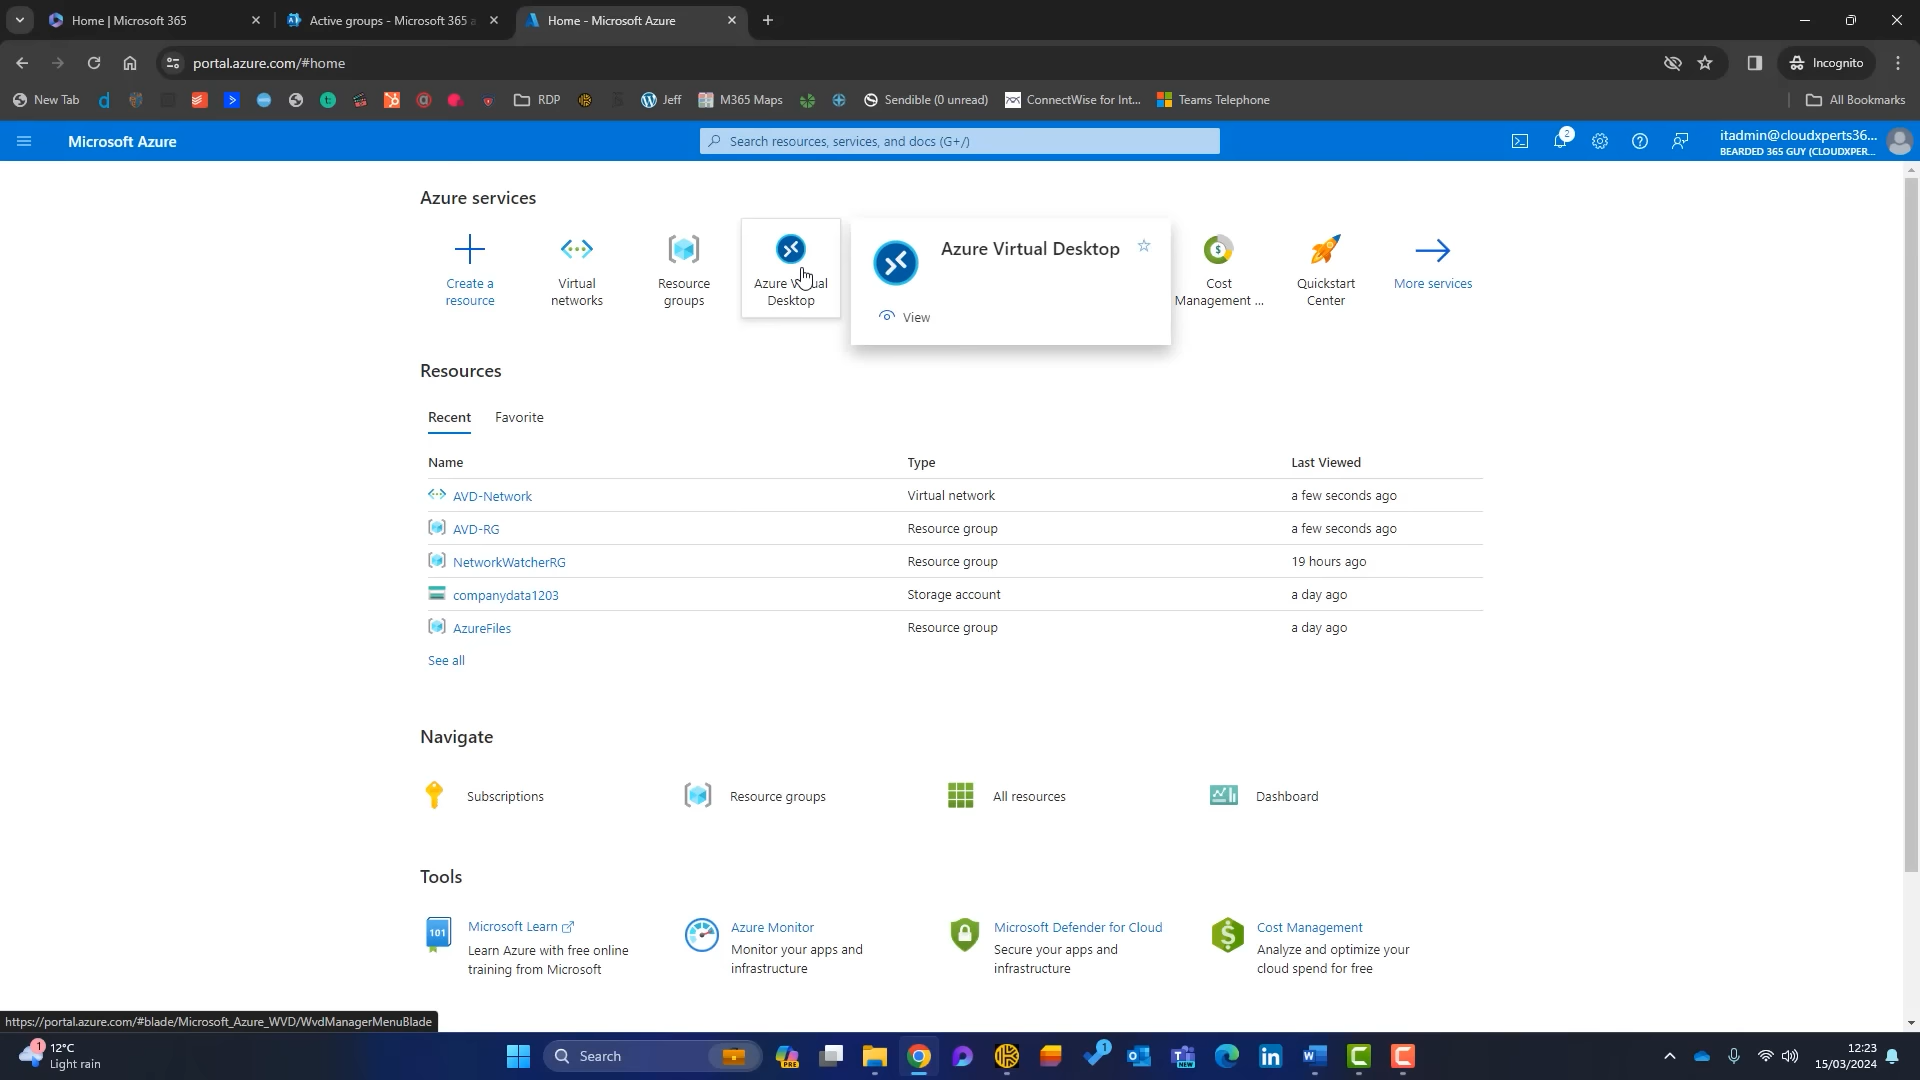 Home | Microsoft 365
Active groups - Microsoft 365 a
Home - Microsoft Azure
portal.azure.com/#home
Incognito
New Tab
RDP
Jeff
M365 Maps
Sendible (0 unread)
ConnectWise for Int...
Teams Telephone
All Bookmarks
Microsoft Azure
Search resources, services, and docs (G+/)
2
itadmin@cloudxperts36...
BEARDED 365 GUY (CLOUDXPER...
Azure services
Create a
resource
Virtual
networks
Resource
groups
Azure Virtual
Desktop
Azure Virtual Desktop
View
Cost
Management ...
Quickstart
Center
More services
Resources
Recent
Favorite
Name
Type
Last Viewed
AVD-Network
Virtual network
a few seconds ago
AVD-RG
Resource group
a few seconds ago
NetworkWatcherRG
Resource group
19 hours ago
companydata1203
Storage account
a day ago
AzureFiles
Resource group
a day ago
See all
Navigate
Subscriptions
Resource groups
All resources
Dashboard
Tools
101
Microsoft Learn
Learn Azure with free online
training from Microsoft
Azure Monitor
Monitor your apps and
infrastructure
Microsoft Defender for Cloud
Secure your apps and
infrastructure
Cost Management
Analyze and optimize your
cloud spend for free
https://portal.azure.com/#blade/Microsoft_Azure_WVD/WvdManagerMenuBlade
1
12°C
Light rain
Search
PRE
1
NEW
12:23
15/03/2024